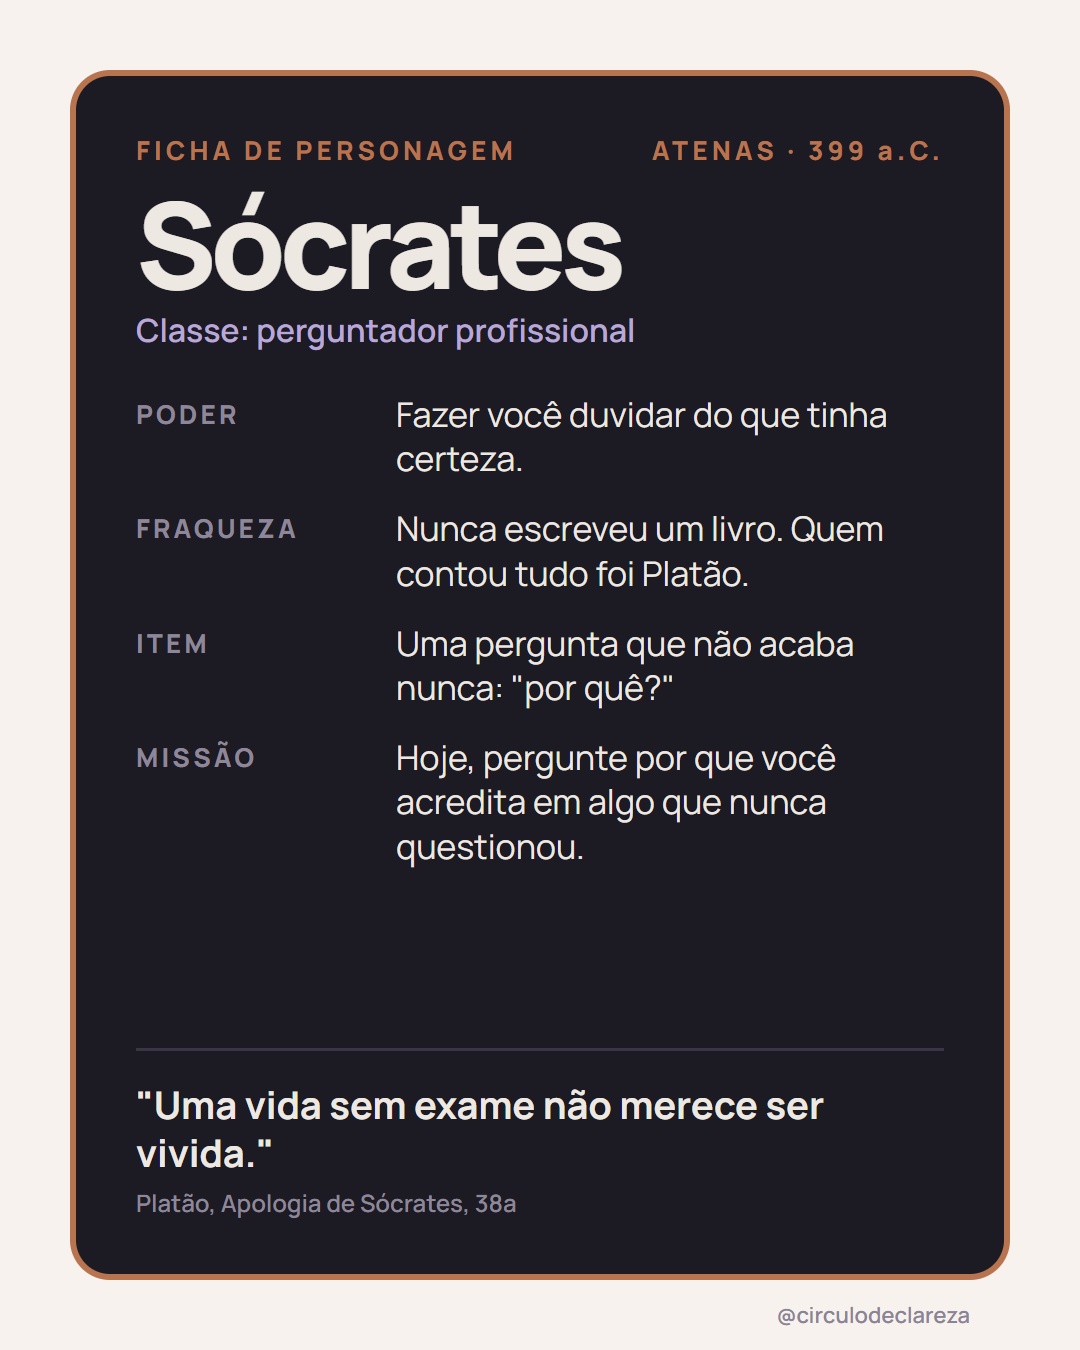 FICHA DE PERSONAGEM
ATENAS · 399 a.C.
Sócrates
Classe: perguntador profissional
PODER
Fazer você duvidar do que tinha
certeza.
FRAQUEZA
Nunca escreveu um livro. Quem
contou tudo foi Platão.
ITEM
Uma pergunta que não acaba
nunca: "por quê?"
MISSÃO
Hoje, pergunte por que você
acredita em algo que nunca
questionou.
"Uma vida sem exame não merece ser
vivida."
Platão, Apologia de Sócrates, 38a
@circulodeclareza